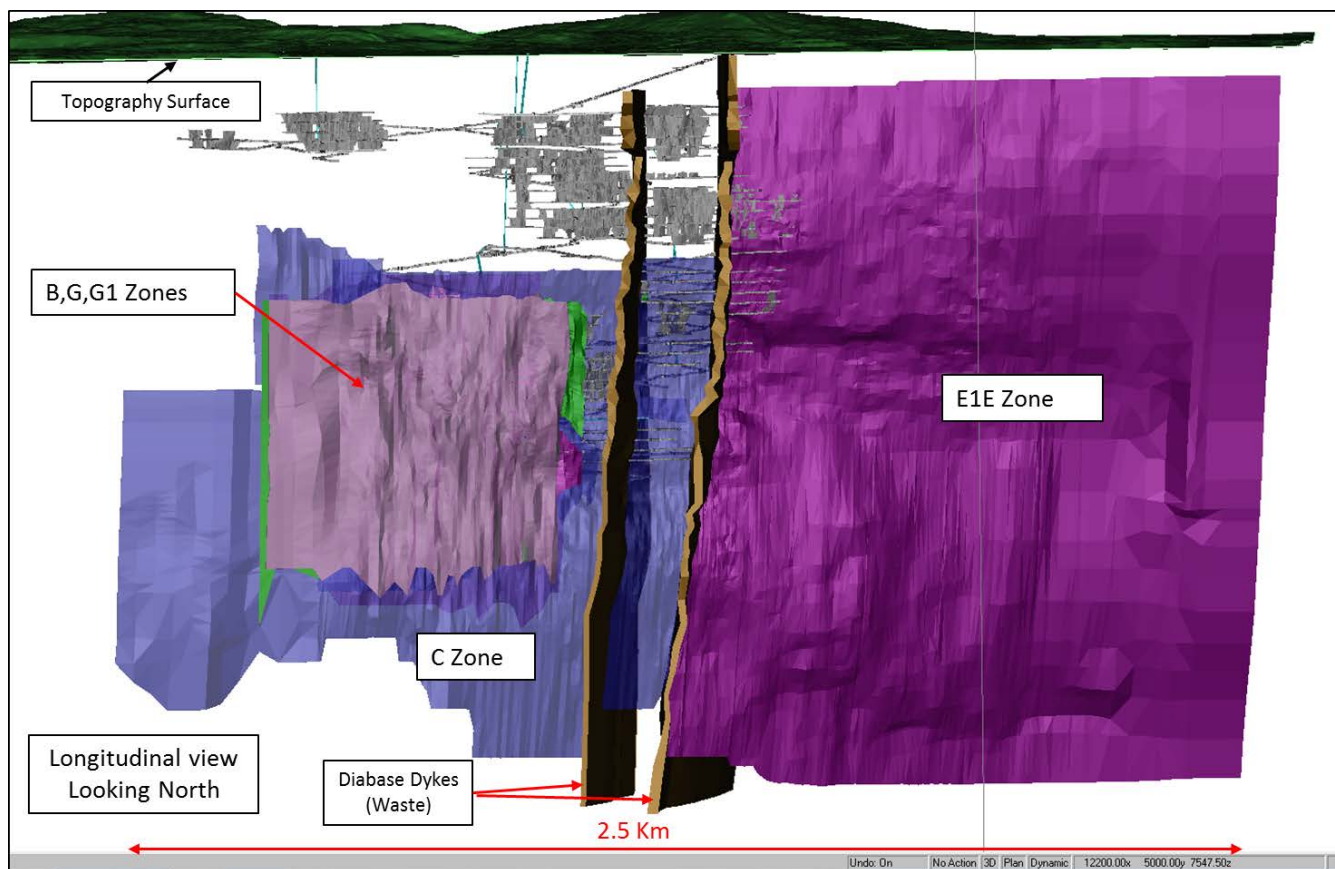 Topography Surface
B,G,G1 Zones
E1E Zone
C Zone
Longitudinal view
Looking North
Diabase Dykes
(Waste)
2.5 Km
Undo: On No Action 3D Plan Dynamic 12200.00x 5000.00y 7547.50z